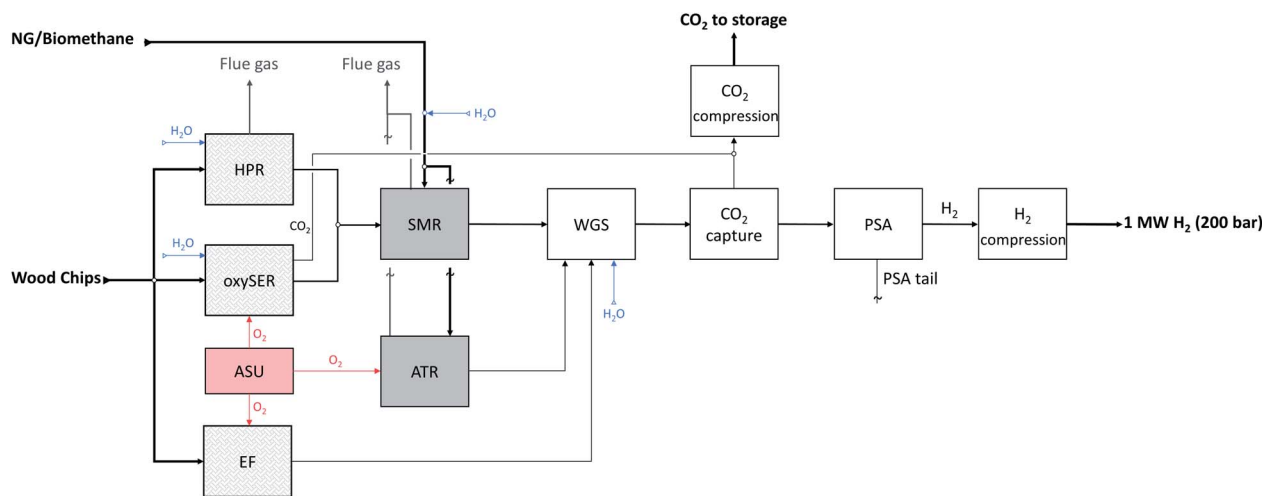 CO₂ to storage
NG/Biomethane
Flue gas
Flue gas
CO₂
compression
H₂O
H₂O
HPR
CO₂
SMR
WGS
CO₂
capture
PSA
H₂
H₂
compression
1 MW H₂ (200 bar)
H₂O
Wood Chips
oxySER
PSA tail
H₂O
O₂
ASU
O₂
ATR
O₂
EF